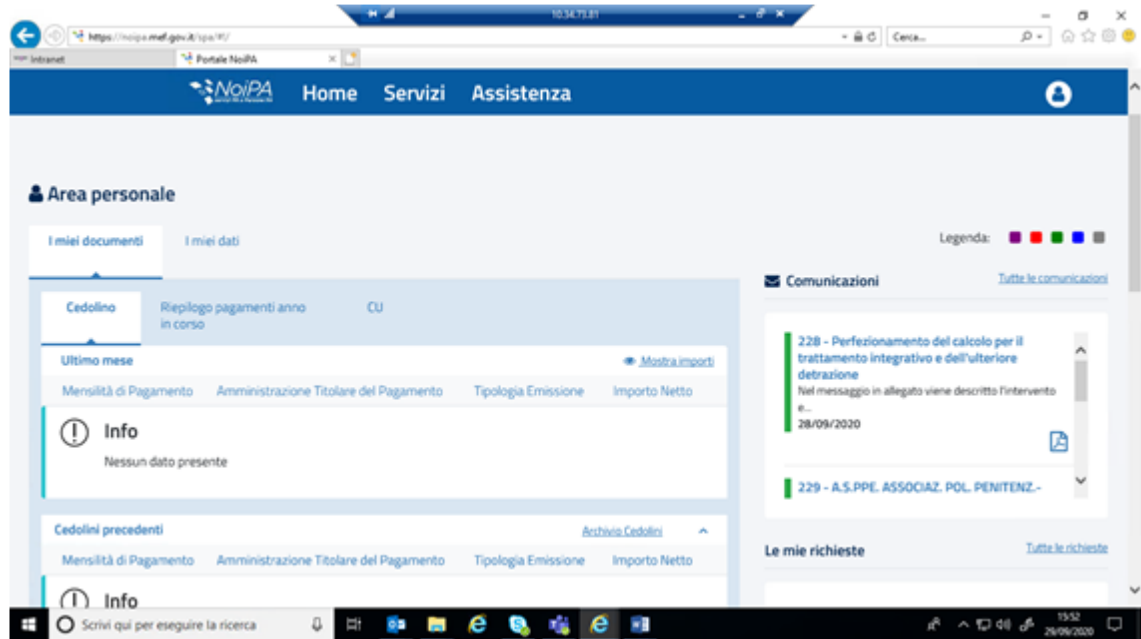 10.34.73.81
https://noipa.mef.gov.it/spa/#!/
Cerca...
Intranet
Portale NoiPA
NoiPA Home Servizi Assistenza
Area personale
I miei documenti I miei dati
Legenda:
Cedolino Riepilogo pagamenti anno in corso CU
Ultimo mese Mostra importi
Mensilità di Pagamento Amministrazione Titolare del Pagamento Tipologia Emissione Importo Netto
Info
Nessun dato presente
Cedolini precedenti Archivio Cedolini
Mensilità di Pagamento Amministrazione Titolare del Pagamento Tipologia Emissione Importo Netto
Info
Comunicazioni Tutte le comunicazioni
228 - Perfezionamento del calcolo per il
trattamento integrativo e dell'ulteriore
detrazione
Nel messaggio in allegato viene descritto l'intervento
e...
28/09/2020
229 - A.S.PPE. ASSOCIAZ. POL. PENITENZ.-
Le mie richieste Tutte le richieste
Scrivi qui per eseguire la ricerca
15:52
29/09/2020